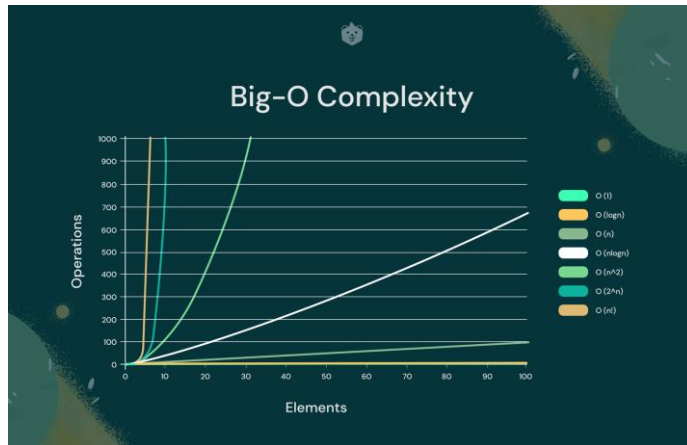 Big-O Complexity
Operations
1000
900
800
700
600
500
400
300
200
100
0
0 10 20 30 40 50 60 70 80 90 100
Elements
O (1)
O (logn)
O (n)
O (nlogn)
O (n^2)
O (2^n)
O (n!)